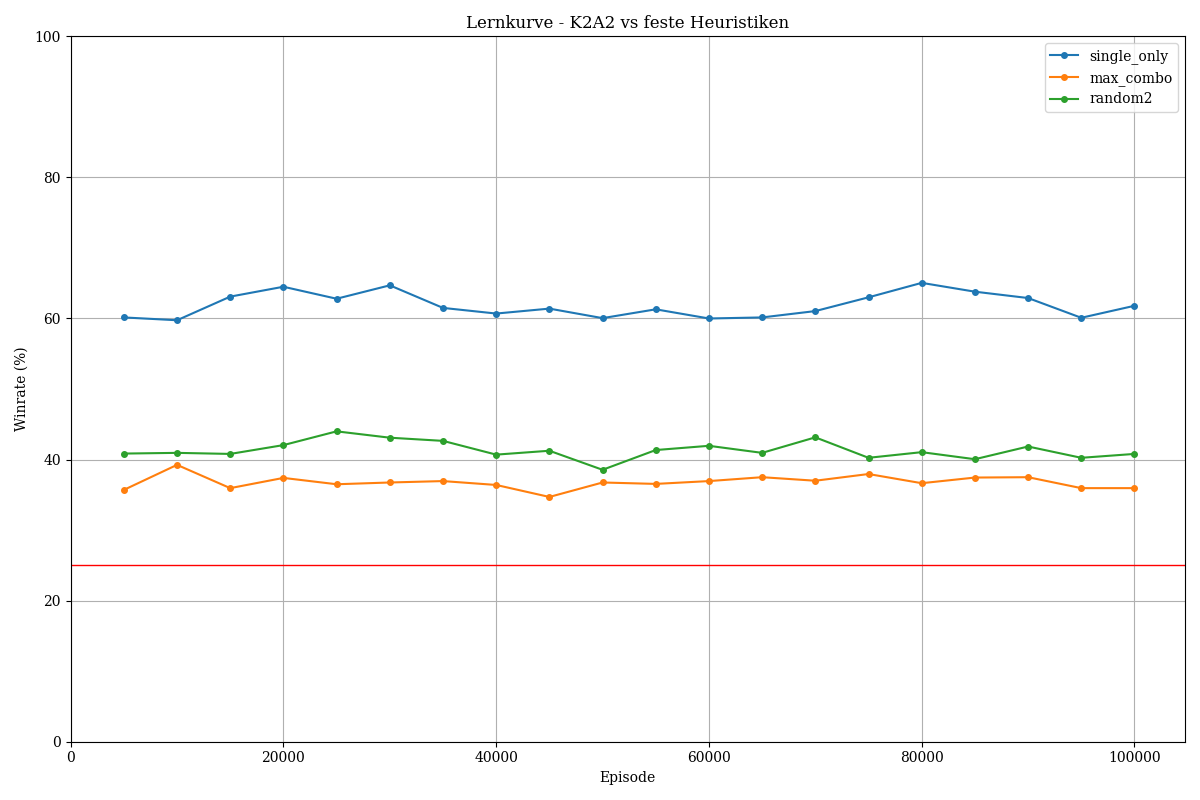 Lernkurve - K2A2 vs feste Heuristiken
single_only
max_combo
random2
Winrate (%)
100
80
60
40
20
0
0
20000
40000
60000
80000
100000
Episode